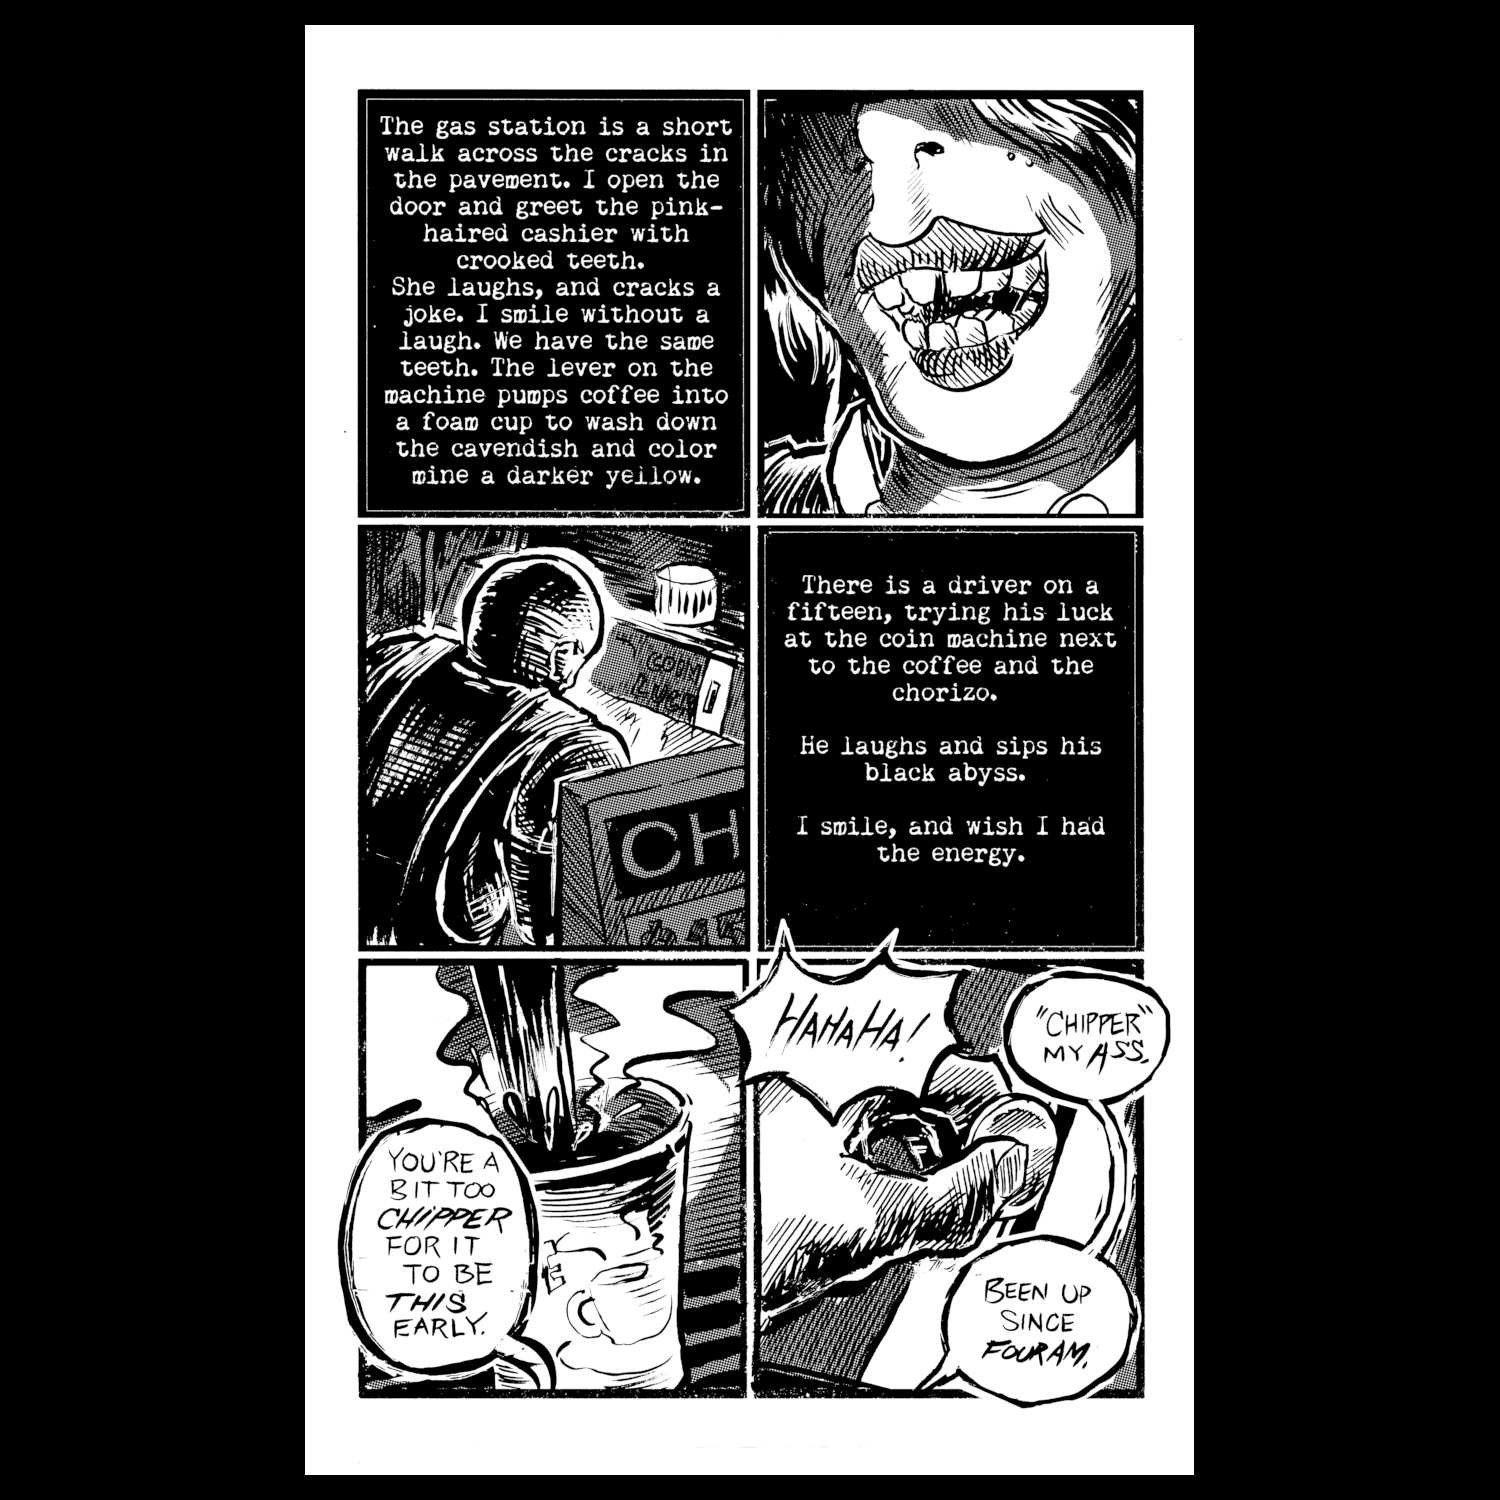 The gas station is a short
walk across the cracks in
the pavement. I open the
door and greet the pink-
haired cashier with
crooked teeth.
She laughs, and cracks a
joke. I smile without a
laugh. We have the same
teeth. The lever on the
machine pumps coffee into
a foam cup to wash down
the cavendish and color
mine a darker yellow.
CH
There is a driver on a
fifteen, trying his luck
at the coin machine next
to the coffee and the
chorizo.
He laughs and sips his
black abyss.
I smile, and wish I had
the energy.
YOU'RE A
BIT TOO
CHIPPER
FOR IT
TO BE
THIS
EARLY.
HAHAHA!
"CHIPPER"
MY ASS.
BEEN UP
SINCE
FOUR AM.